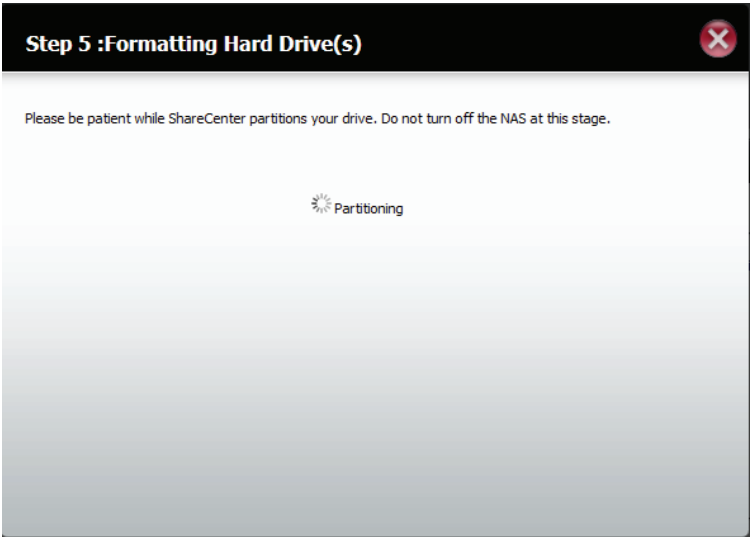 Step 5 :Formatting Hard Drive(s)
Please be patient while ShareCenter partitions your drive. Do not turn off the NAS at this stage.
Partitioning